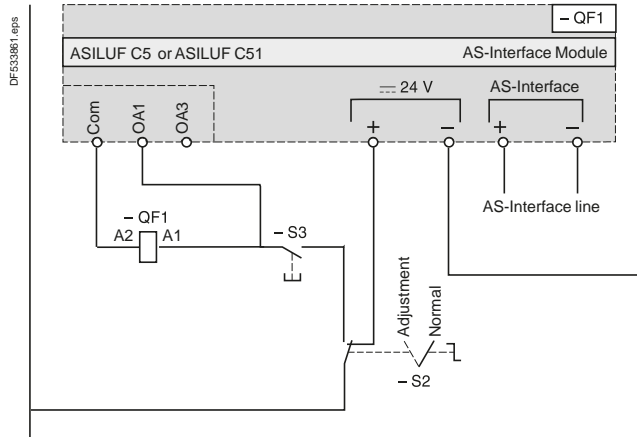 DF533861.eps
– QF1
ASILUF C5 or ASILUF C51 AS-Interface Module
Com
OA1
OA3
24 V
AS-Interface
+
–
+
–
AS-Interface line
– QF1
A2 A1
– S3
Adjustment
Normal
– S2